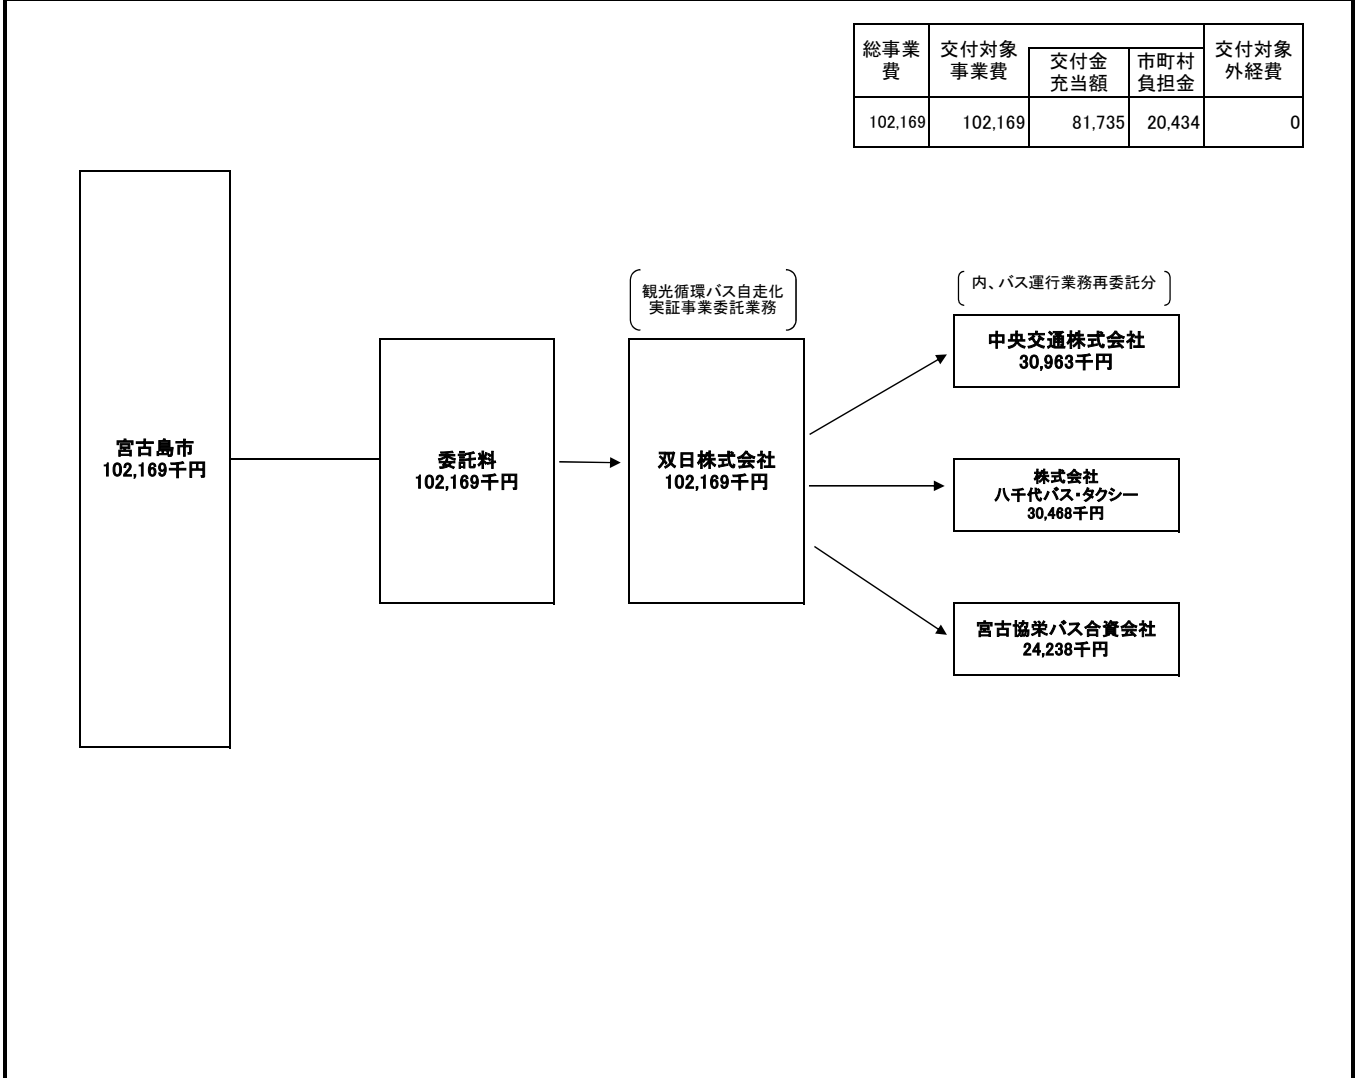 総事業
費
交付対象
事業費
交付金
充当額
市町村
負担金
交付対象
外経費
102,169
102,169
81,735
20,434
0
観光循環バス自走化
実証事業委託業務
内、バス運行業務再委託分
宮古島市
102,169千円
委託料
102,169千円
双日株式会社
102,169千円
中央交通株式会社
30,963千円
株式会社
八千代バス・タクシー
30,468千円
宮古協栄バス合資会社
24,238千円